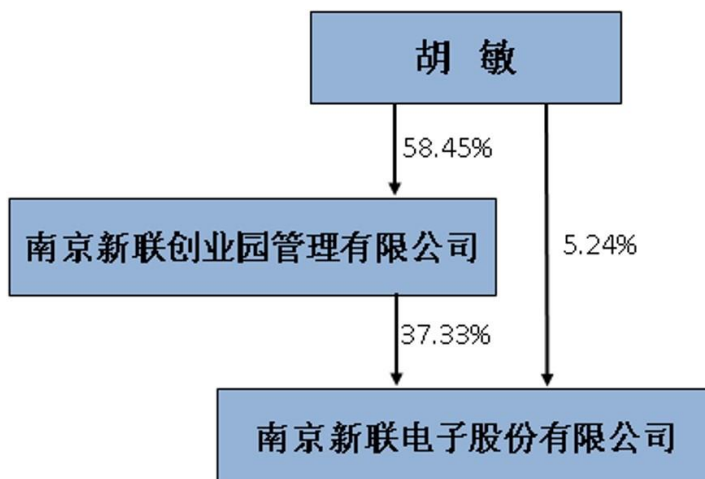 胡 敏
58.45%
南京新联创业园管理有限公司
5.24%
37.33%
南京新联电子股份有限公司